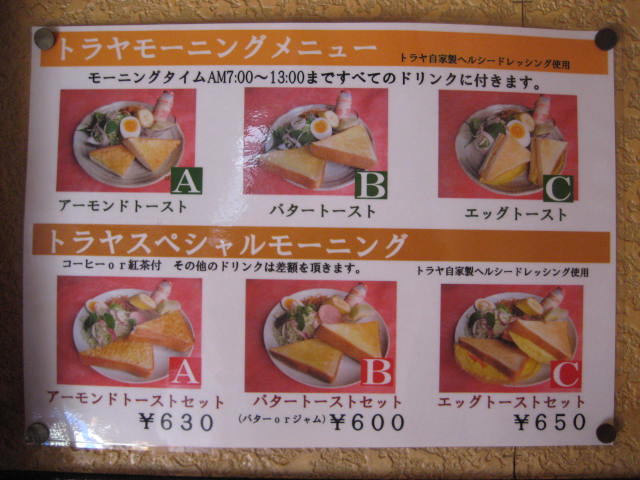 トラヤモーニングメニュー
トラヤ自家製ヘルシードレッシング使用
モーニングタイムAM7:00～13:00まですべてのドリンクに付きます。
A
B
C
アーモンドトースト
バタートースト
エッグトースト
トラヤスペシャルモーニング
コーヒーor紅茶付 その他のドリンクは差額を頂きます。
トラヤ自家製ヘルシードレッシング使用
A
B
C
アーモンドトーストセット
バタートーストセット
エッグトーストセット
￥630
(バターorジャム)￥600
￥650